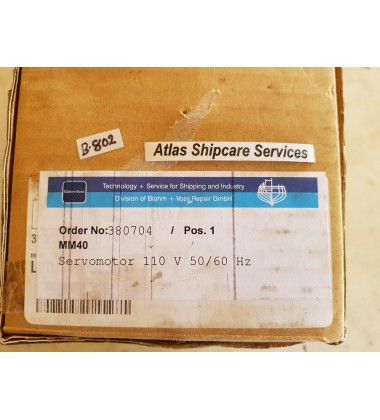 B-802
Atlas Shipcare Services
Technology + Service for Shipping and Industry
Division of Blohm + Voss Repair GmbH
Order No:380704 / Pos. 1
MM40
Servomotor 110 V 50/60 Hz